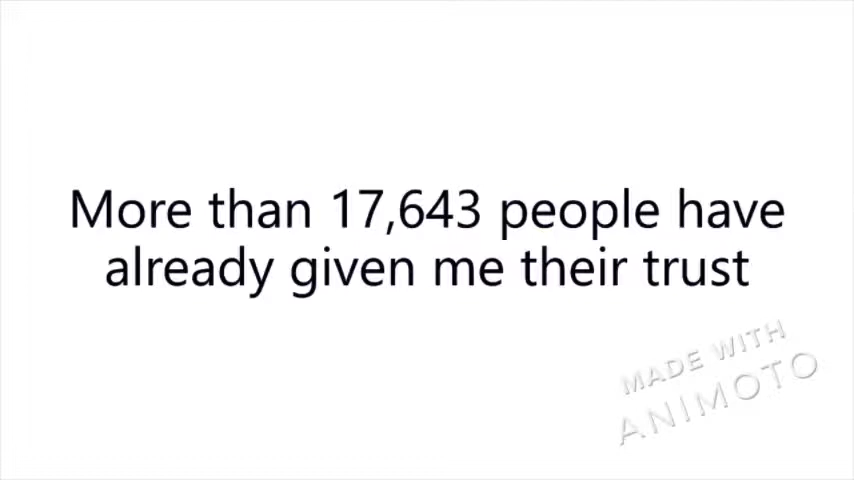 More than 17,643 people have
already given me their trust
MADE WITH
ANIMOTO